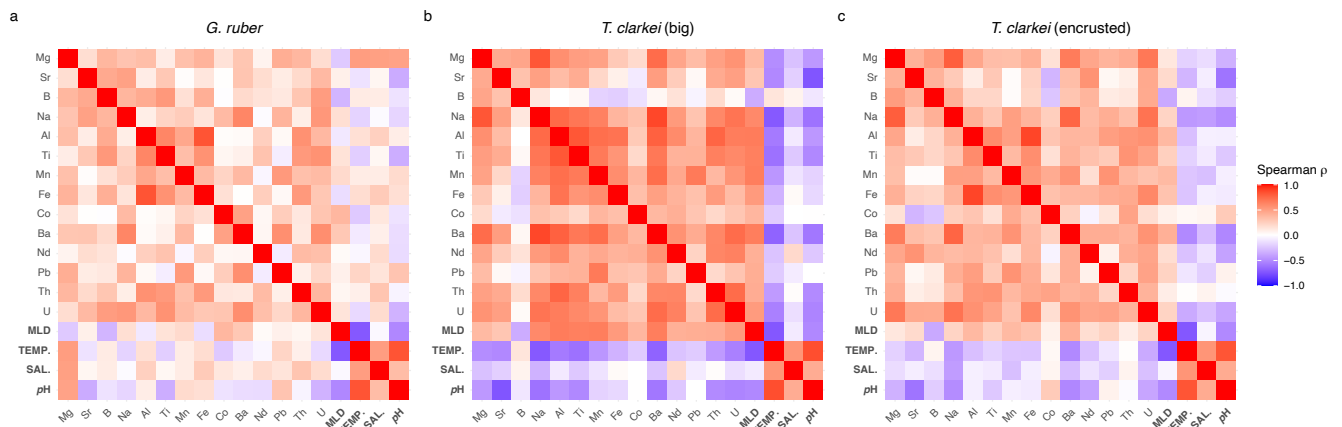 a
b
c
G. ruber
T. clarkei (big)
T. clarkei (encrusted)
Mg
Sr
B
Na
Al
Ti
Mn
Fe
Co
Ba
Nd
Pb
Th
U
MLD
TEMP.
SAL.
pH
Mg Sr B Na Al Ti Mn Fe Co Ba Nd Pb Th U MLD TEMP. SAL. pH
Mg
Sr
B
Na
Al
Ti
Mn
Fe
Co
Ba
Nd
Pb
Th
U
MLD
TEMP.
SAL.
pH
Mg Sr B Na Al Ti Mn Fe Co Ba Nd Pb Th U MLD TEMP. SAL. pH
Mg
Sr
B
Na
Al
Ti
Mn
Fe
Co
Ba
Nd
Pb
Th
U
MLD
TEMP.
SAL.
pH
Mg Sr B Na Al Ti Mn Fe Co Ba Nd Pb Th U MLD TEMP. SAL. pH
Spearman ρ
1.0
0.5
0.0
−0.5
−1.0